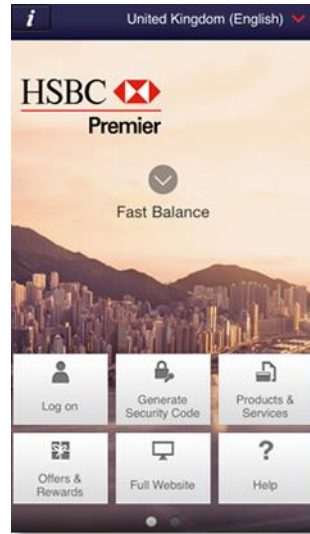 i
United Kingdom (English)
HSBC
Premier
Fast Balance
Log on
Generate
Security Code
Products &
Services
Offers &
Rewards
Full Website
?
Help